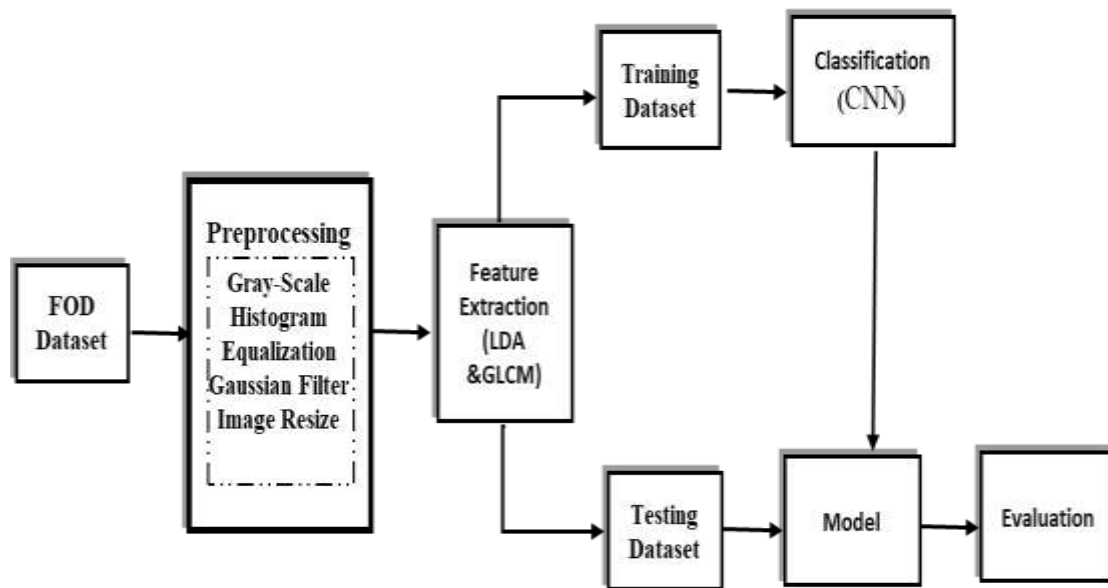 FOD
Dataset
Preprocessing
Gray-Scale
Histogram
Equalization
Gaussian Filter
Image Resize
Feature
Extraction
(LDA
&GLCM)
Training
Dataset
Classification
(CNN)
Testing
Dataset
Model
Evaluation